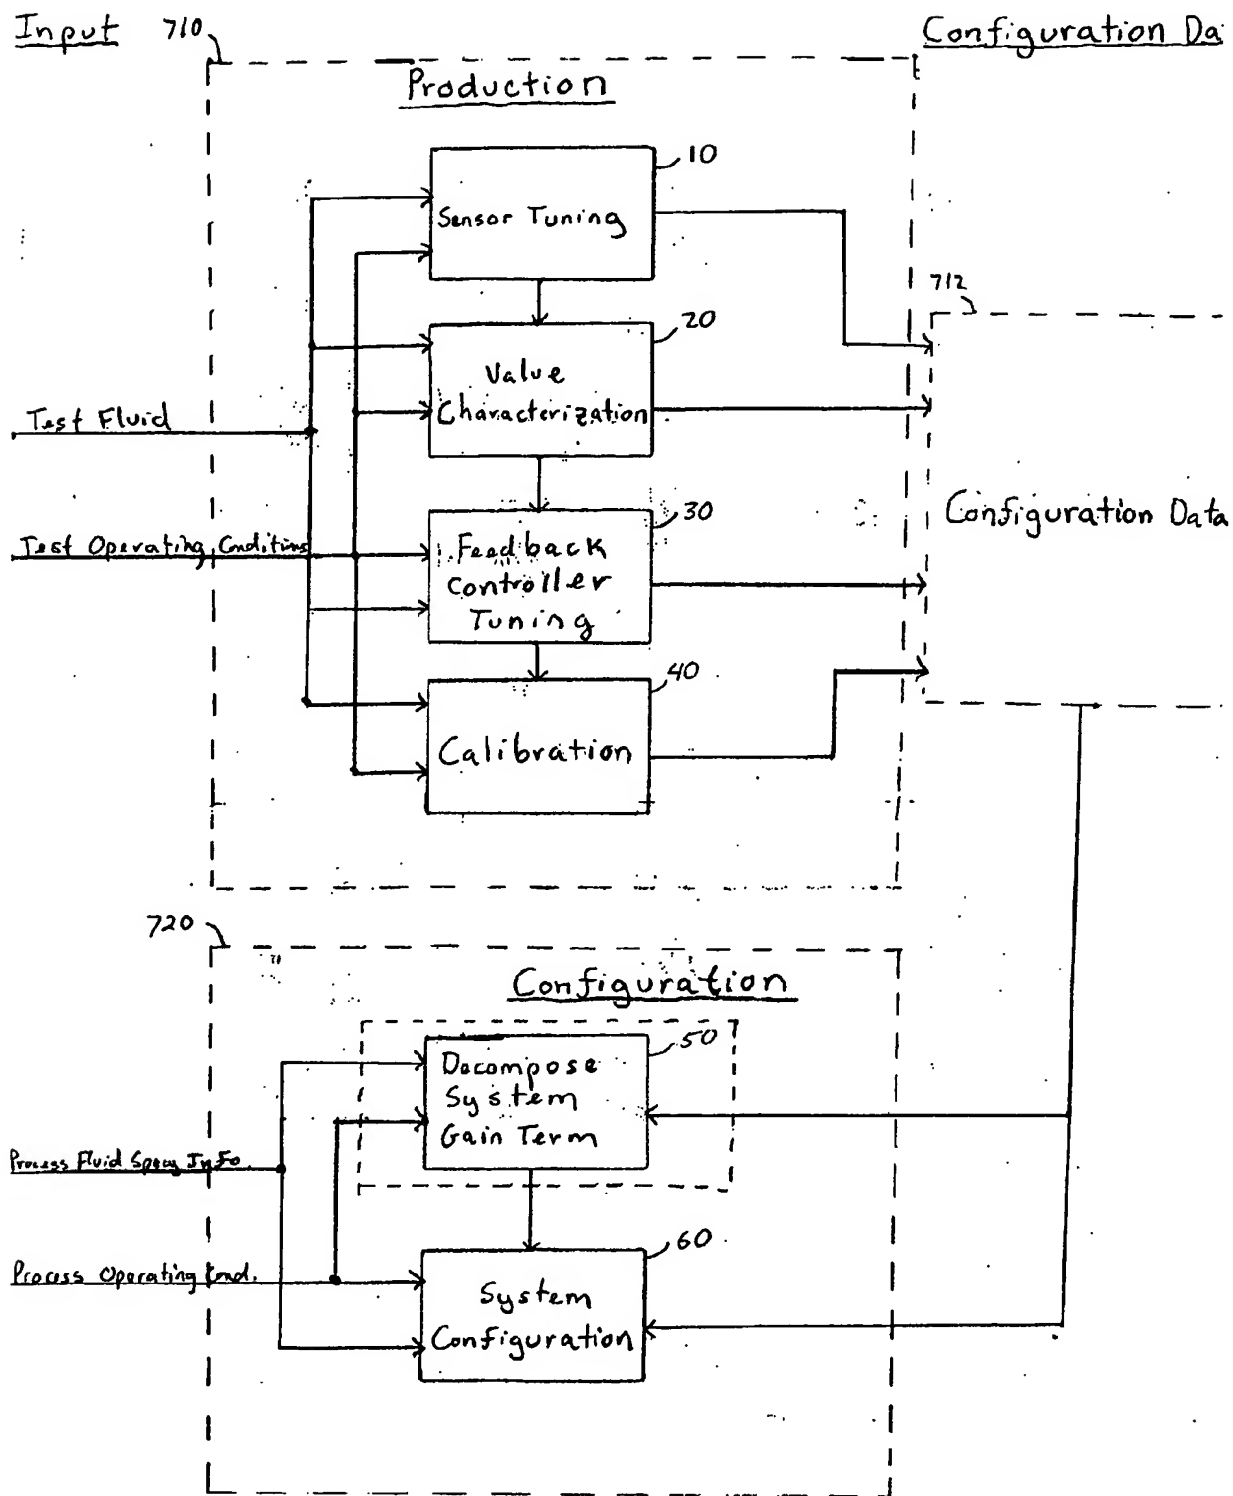 Input
710
Configuration Da
Production
10
Sensor Tuning
712
20
Value
Characterization
Test Fluid
30
Configuration Data
Test Operating Conditions
Feedback
Controller
Tuning
40
Calibration
720
Configuration
50
Decompose
System
Gain Term
Process Fluid Info
60
Process Operating Cond.
System
Configuration